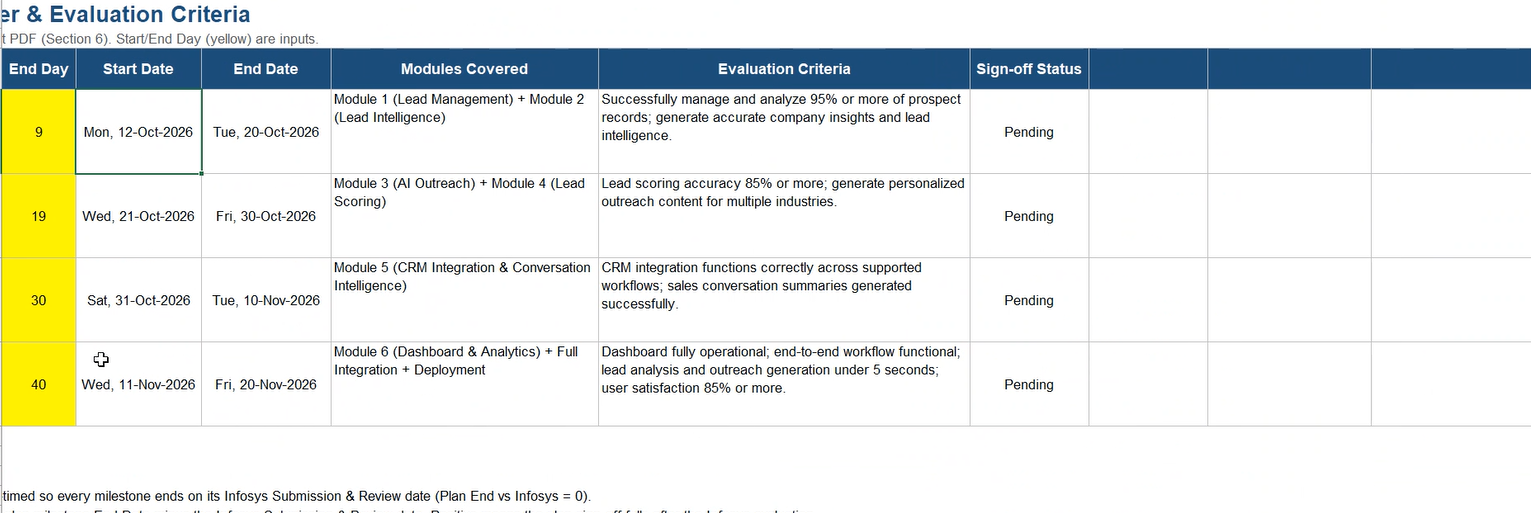 er & Evaluation Criteria
t PDF (Section 6). Start/End Day (yellow) are inputs.
End Day Start Date End Date Modules Covered Evaluation Criteria Sign-off Status
9 Mon, 12-Oct-2026 Tue, 20-Oct-2026
Module 1 (Lead Management) + Module 2
(Lead Intelligence)
Successfully manage and analyze 95% or more of prospect
records; generate accurate company insights and lead
intelligence.
Pending
19 Wed, 21-Oct-2026 Fri, 30-Oct-2026
Module 3 (AI Outreach) + Module 4 (Lead
Scoring)
Lead scoring accuracy 85% or more; generate personalized
outreach content for multiple industries.
Pending
30 Sat, 31-Oct-2026 Tue, 10-Nov-2026
Module 5 (CRM Integration & Conversation
Intelligence)
CRM integration functions correctly across supported
workflows; sales conversation summaries generated
successfully.
Pending
40 Wed, 11-Nov-2026 Fri, 20-Nov-2026
Module 6 (Dashboard & Analytics) + Full
Integration + Deployment
Dashboard fully operational; end-to-end workflow functional;
lead analysis and outreach generation under 5 seconds;
user satisfaction 85% or more.
Pending
timed so every milestone ends on its Infosys Submission & Review date (Plan End vs Infosys = 0).